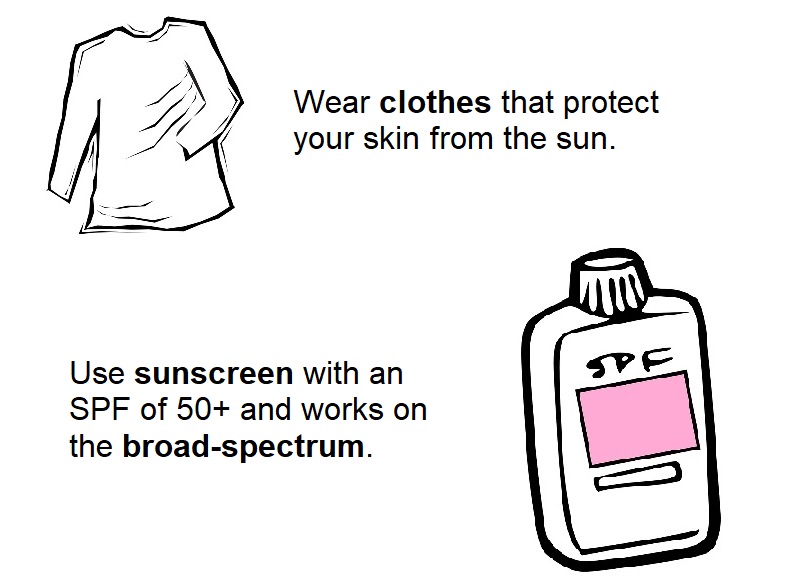 Wear clothes that protect
your skin from the sun.
Use sunscreen with an
SPF of 50+ and works on
the broad-spectrum.
SPF